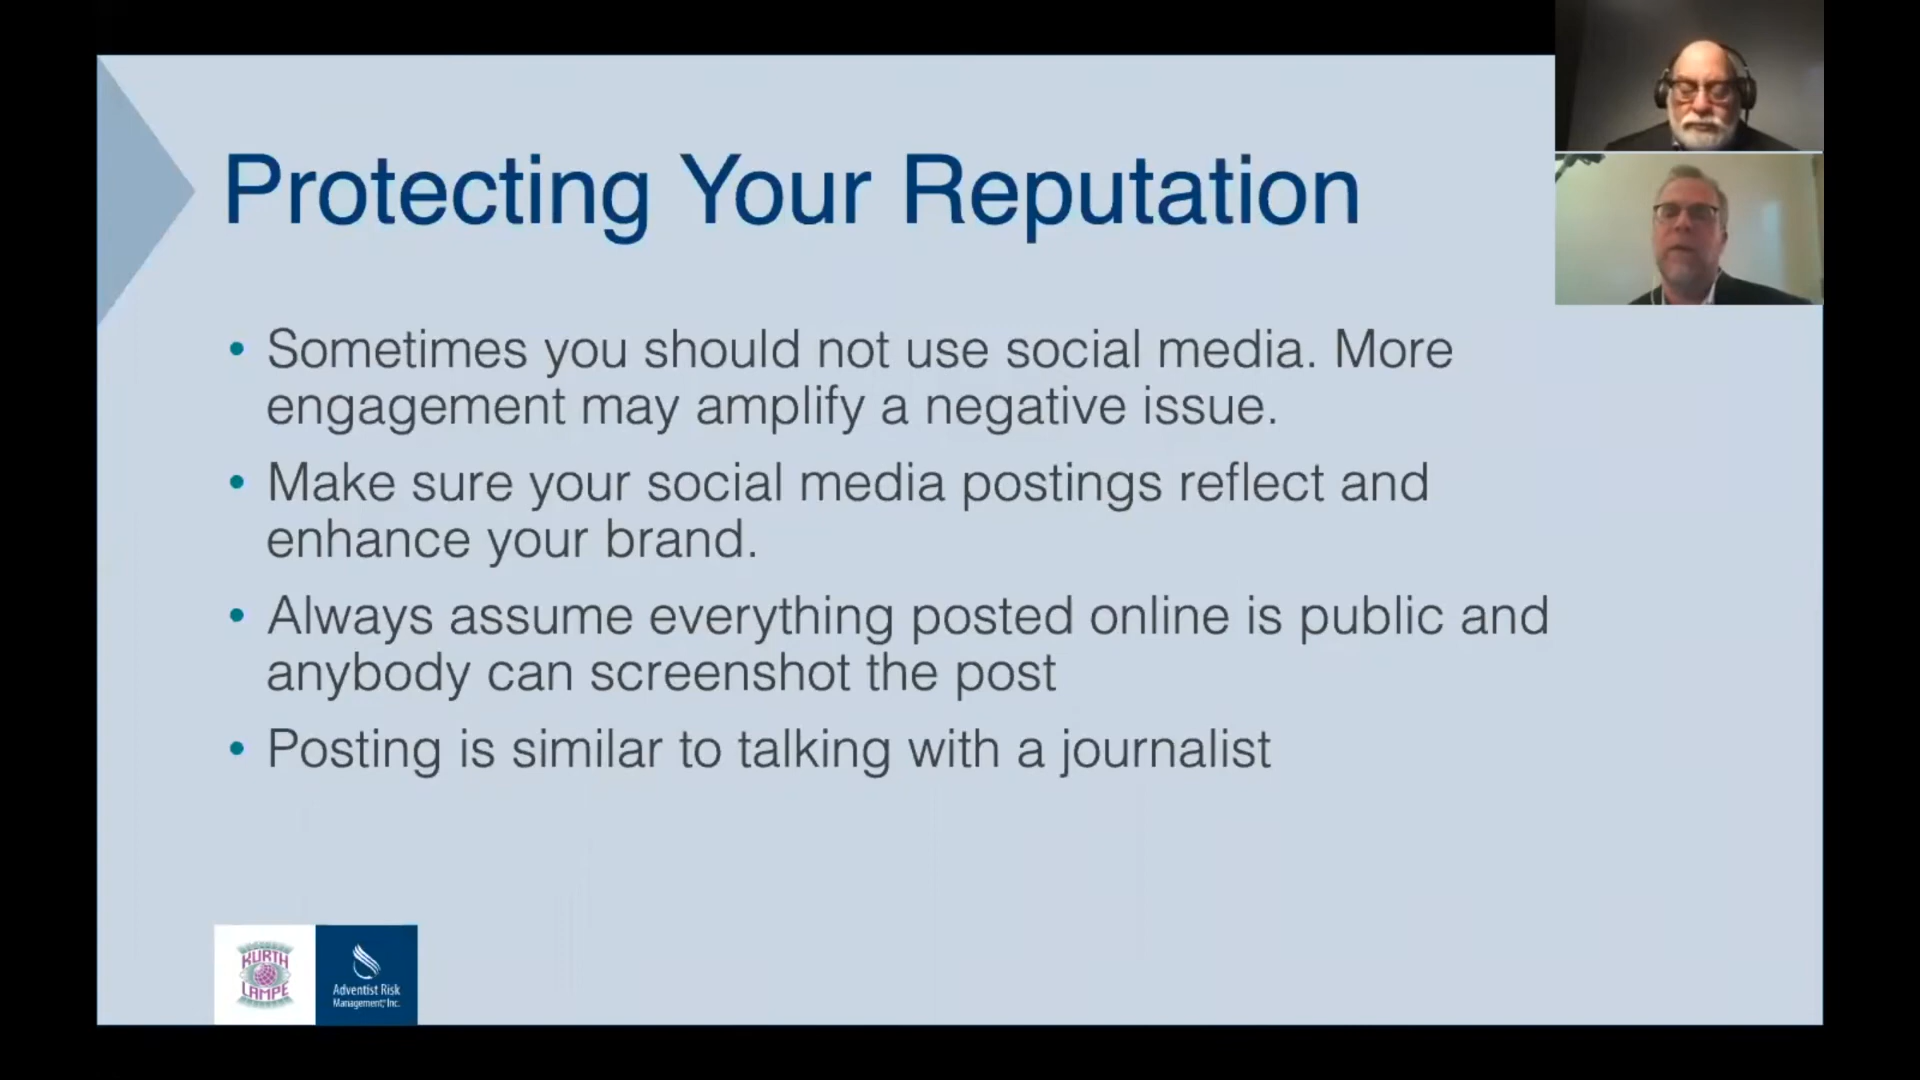 Protecting Your Reputation
• Sometimes you should not use social media. More
engagement may amplify a negative issue.
• Make sure your social media postings reflect and
enhance your brand.
• Always assume everything posted online is public and
anybody can screenshot the post
• Posting is similar to talking with a journalist
KURTH
LAMPE
Adventist Risk
Management, Inc.